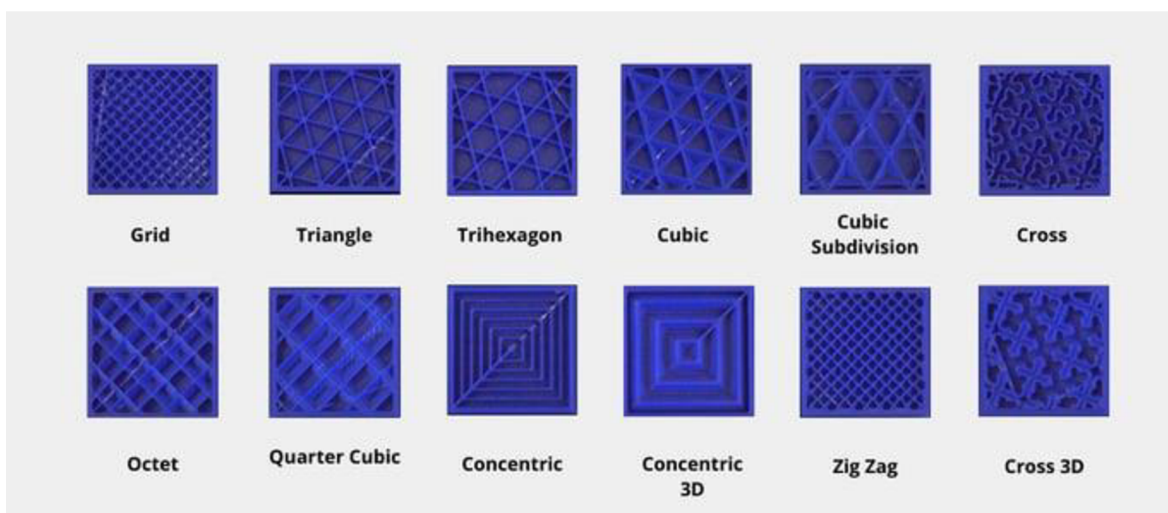 Grid
Triangle
Trihexagon
Cubic
Cubic
Subdivision
Cross
Octet
Quarter Cubic
Concentric
Concentric
3D
Zig Zag
Cross 3D